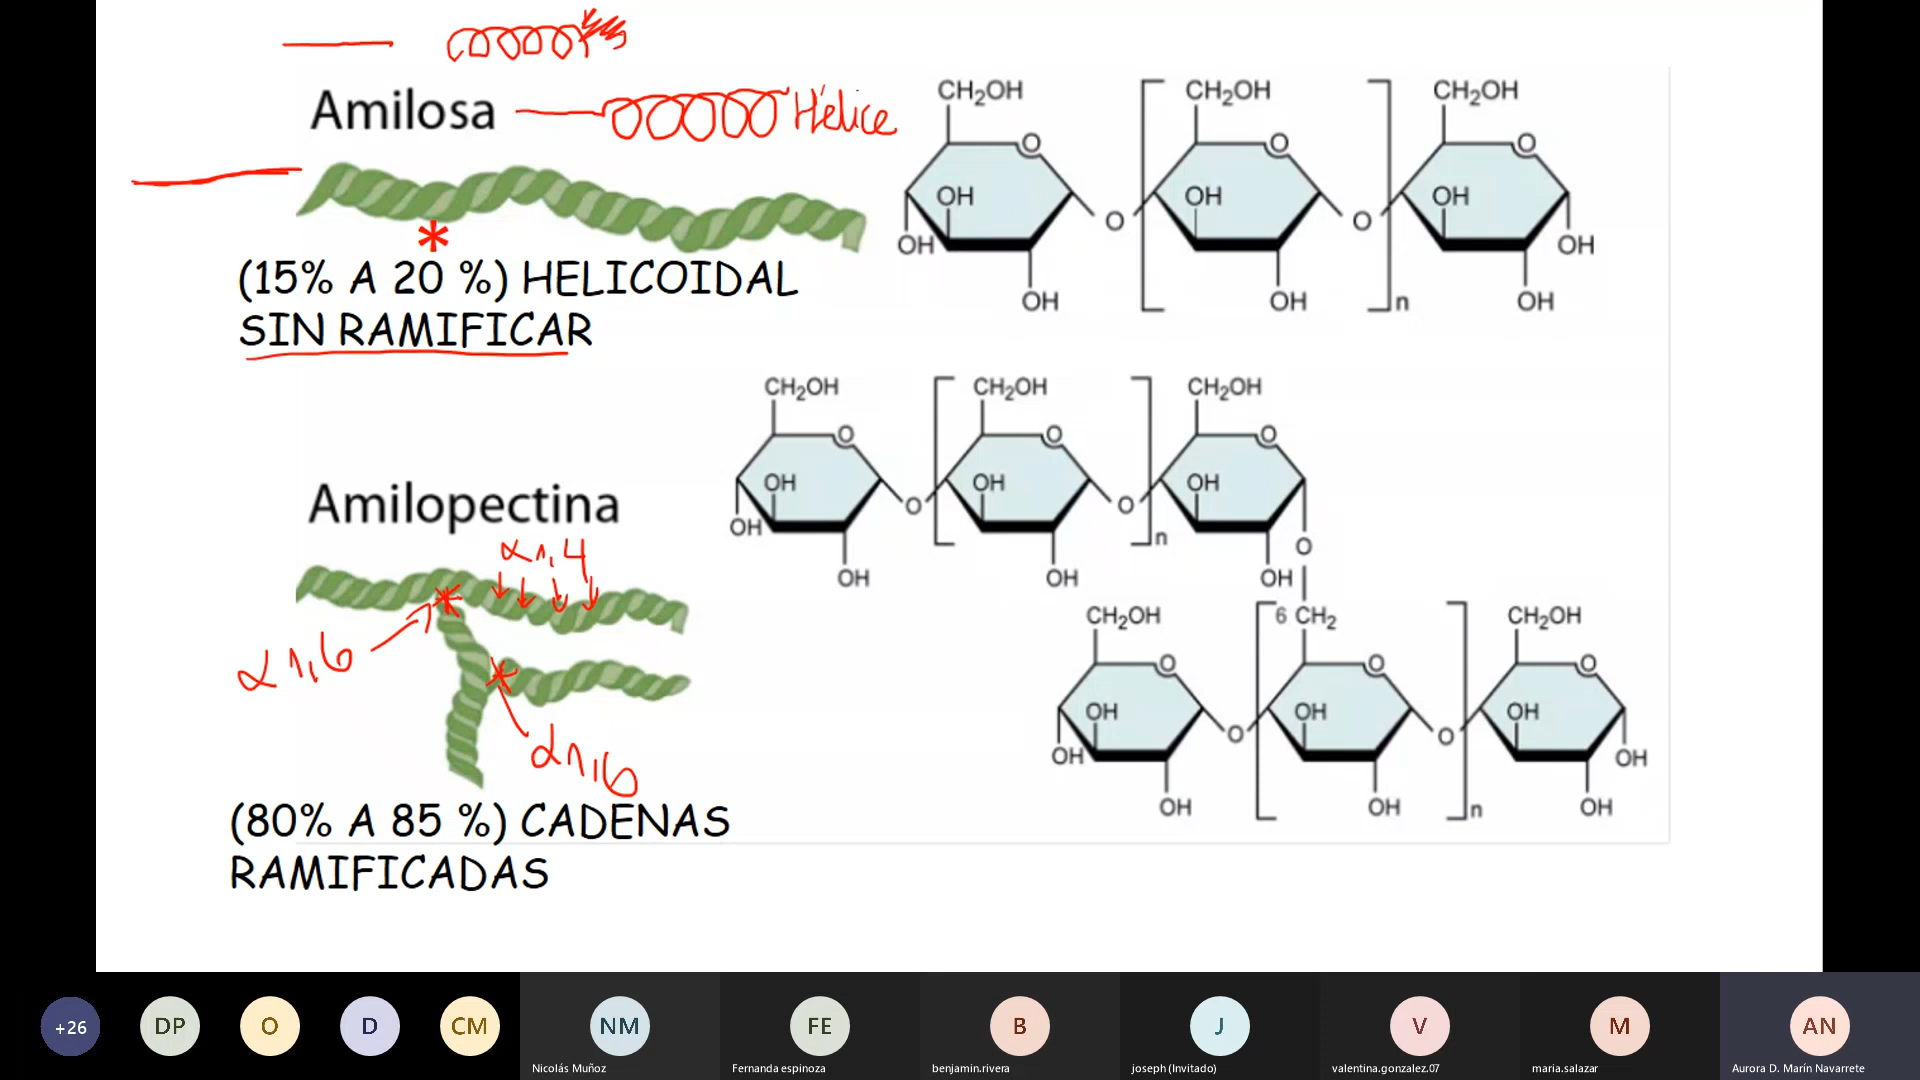 Amilosa
Hélice
(15% A 20 %) HELICOIDAL
SIN RAMIFICAR
CH₂OH CH₂OH CH₂OH
O O O
OH OH OH
OH O O OH
OH OH n OH
CH₂OH CH₂OH CH₂OH
O O O
OH OH OH
OH O O n
OH OH OH O
Amilopectina
α1,4
α1,6
α1,6
CH₂OH 6 CH₂ CH₂OH
O O O
OH OH OH
OH O O OH
OH OH n OH
(80% A 85 %) CADENAS
RAMIFICADAS
+26 DP O D CM NM FE B J V M AN
Nicolás Muñoz Fernanda espinoza benjamin.rivera joseph (Invitado) valentina.gonzalez.07 maria.salazar Aurora D. Marín Navarrete